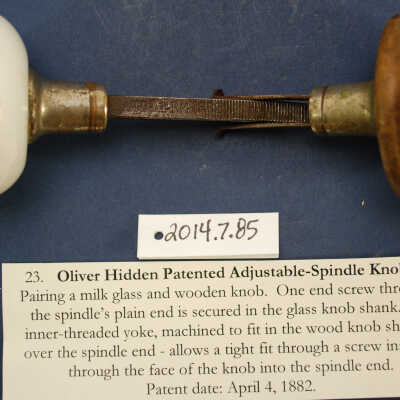 •2014.7.85
23. Oliver Hidden Patented Adjustable-Spindle
Pairing a milk glass and wooden knob. One end screw
the spindle's plain end is secured in the glass knob shank.
inner-threaded yoke, machined to fit in the wood knob
over the spindle end - allows a tight fit through a screw
through the face of the knob into the spindle end.
Patent date: April 4, 1882.